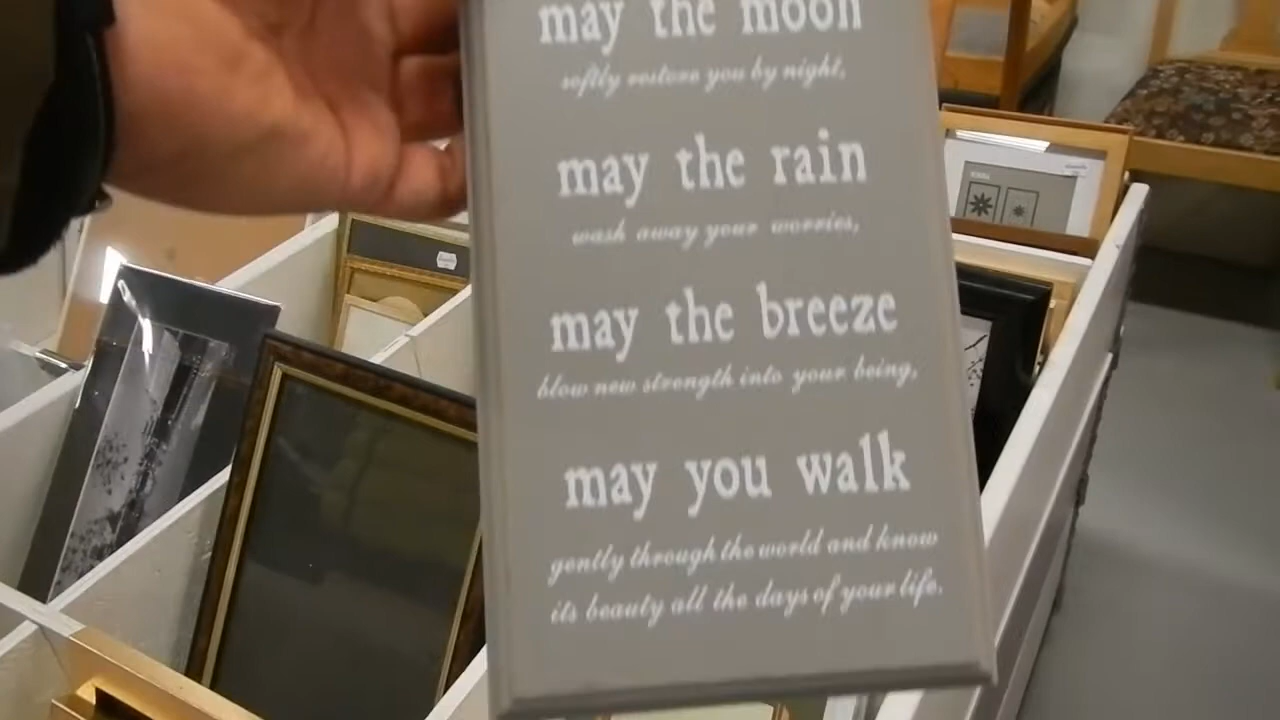 may the moon
softly restore you by night,
may the rain
wash away your worries,
may the breeze
blow new strength into your being,
may you walk
gently through the world and know
its beauty all the days of your life.